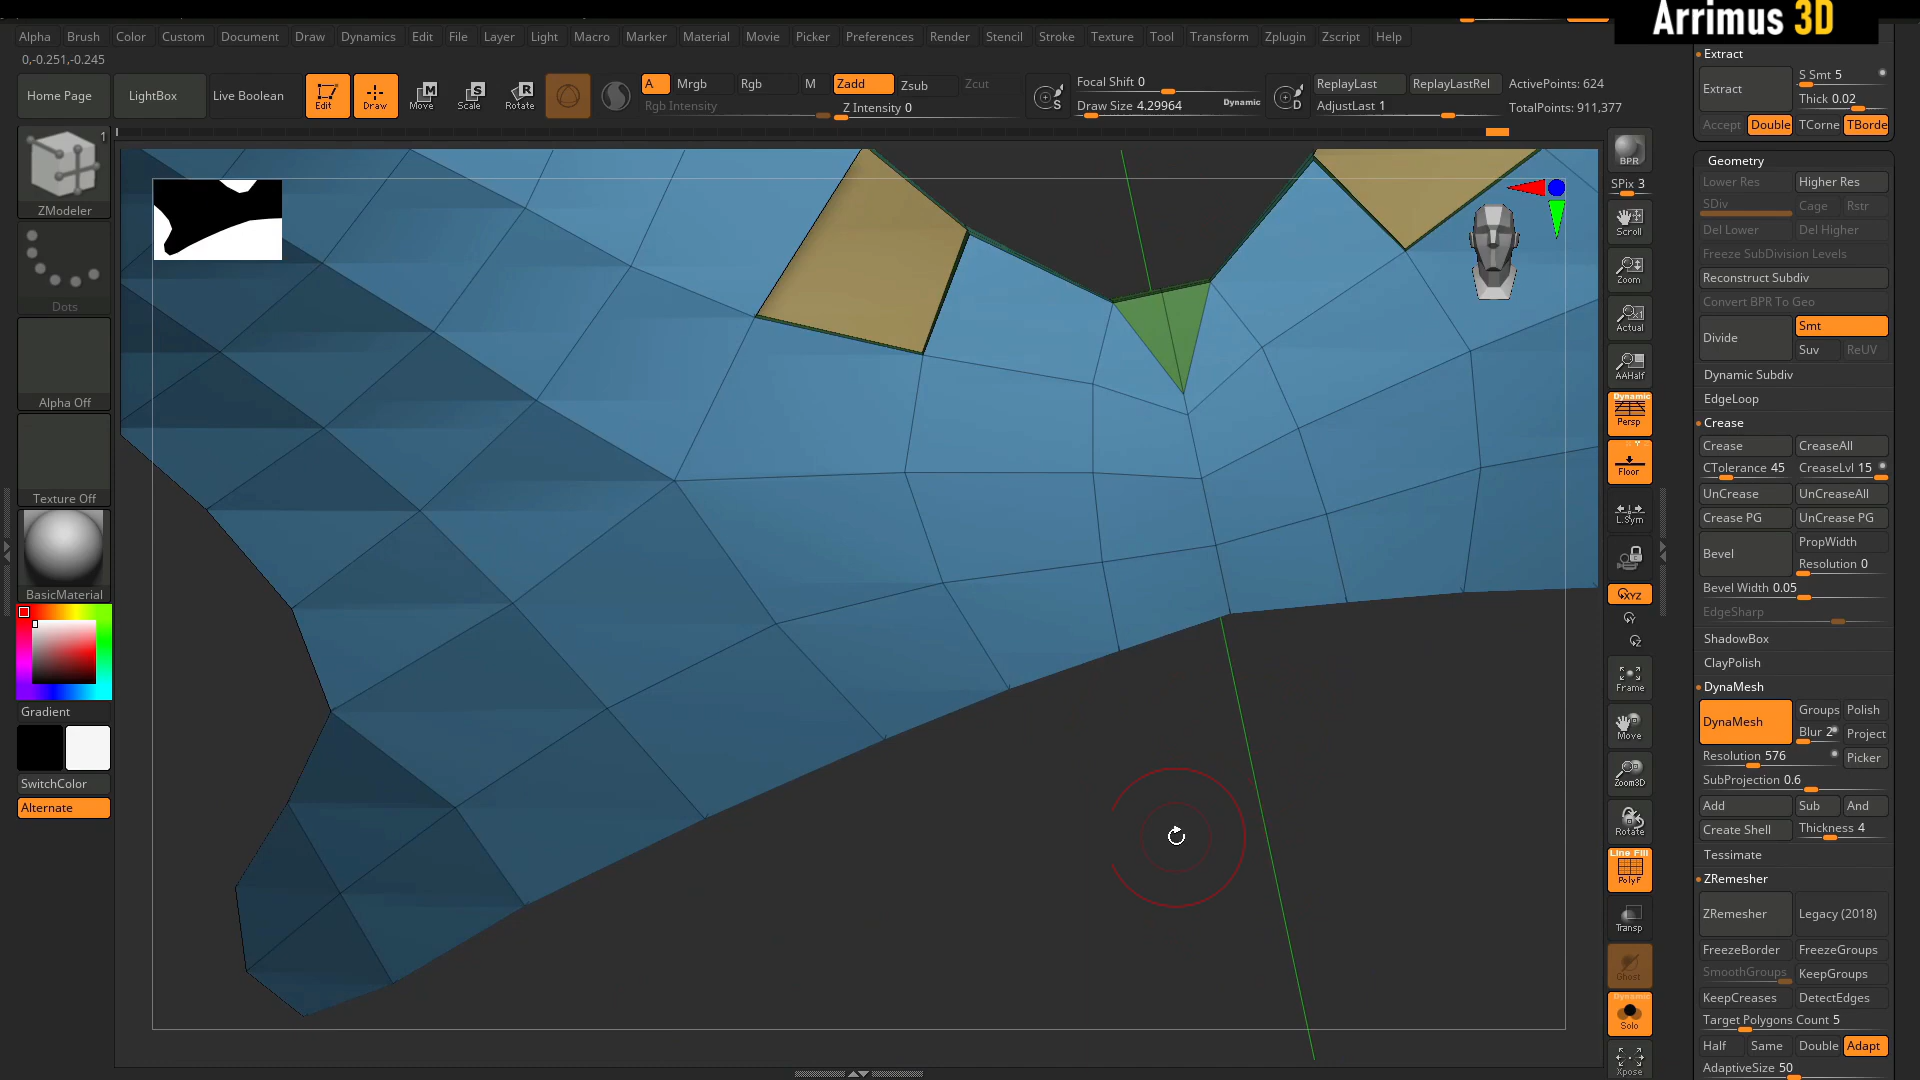 Arrimus 3D
Alpha Brush Color Custom Document Draw Dynamics Edit File Layer Light Macro Marker Material Movie Picker Preferences Render Stencil Stroke Texture Tool Transform Zplugin Zscript Help
0,-0.251,-0.245
Home Page
LightBox
Live Boolean
Edit
Draw
Move
Scale
Rotate
A
Mrgb
Rgb
M
Zadd
Zsub
Zcut
Rgb Intensity
Z Intensity 0
S
Focal Shift 0
Draw Size 4.29964
Dynamic
D
ReplayLast
ReplayLastRel
AdjustLast 1
ActivePoints: 624
TotalPoints: 911,377
1
ZModeler
Dots
Alpha Off
Texture Off
BasicMaterial
Gradient
SwitchColor
Alternate
BPR
SPix 3
Scroll
Zoom
Actual
AAHalf
Dynamic
Persp
Floor
L.Sym
XYZ
Y
Z
Frame
Move
Zoom3D
Rotate
Line Fill
PolyF
Transp
Ghost
Dynamic
Solo
Xpose
Extract
Extract
S Smt 5
Thick 0.02
Accept Double TCorne TBorde
Geometry
Lower Res Higher Res
SDiv Cage Rstr
Del Lower Del Higher
Freeze SubDivision Levels
Reconstruct Subdiv
Convert BPR To Geo
Divide
Smt
Suv ReUV
Dynamic Subdiv
EdgeLoop
Crease
Crease CreaseAll
CTolerance 45 CreaseLvl 15
UnCrease UnCreaseAll
Crease PG UnCrease PG
Bevel
PropWidth
Resolution 0
Bevel Width 0.05
EdgeSharp
ShadowBox
ClayPolish
DynaMesh
DynaMesh
Groups Polish
Blur 2 Project
Resolution 576 Picker
SubProjection 0.6
Add Sub And
Create Shell Thickness 4
Tessimate
ZRemesher
ZRemesher Legacy (2018)
FreezeBorder FreezeGroups
SmoothGroups KeepGroups
KeepCreases DetectEdges
Target Polygons Count 5
Half Same Double Adapt
AdaptiveSize 50